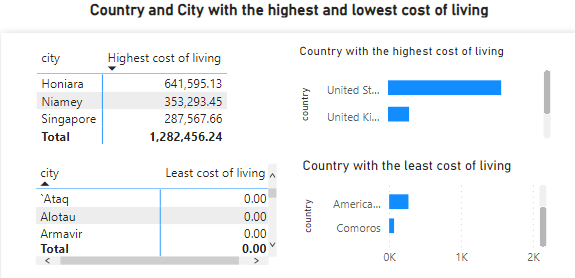 Country and City with the highest and lowest cost of living
city Highest cost of living
Honiara 641,595.13
Niamey 353,293.45
Singapore 287,567.66
Total 1,282,456.24
city Least cost of living
`Ataq 0.00
Alotau 0.00
Armavir 0.00
Total 0.00
Country with the highest cost of living
country
United St...
United Ki...
Country with the least cost of living
country
America...
Comoros
0K 1K 2K